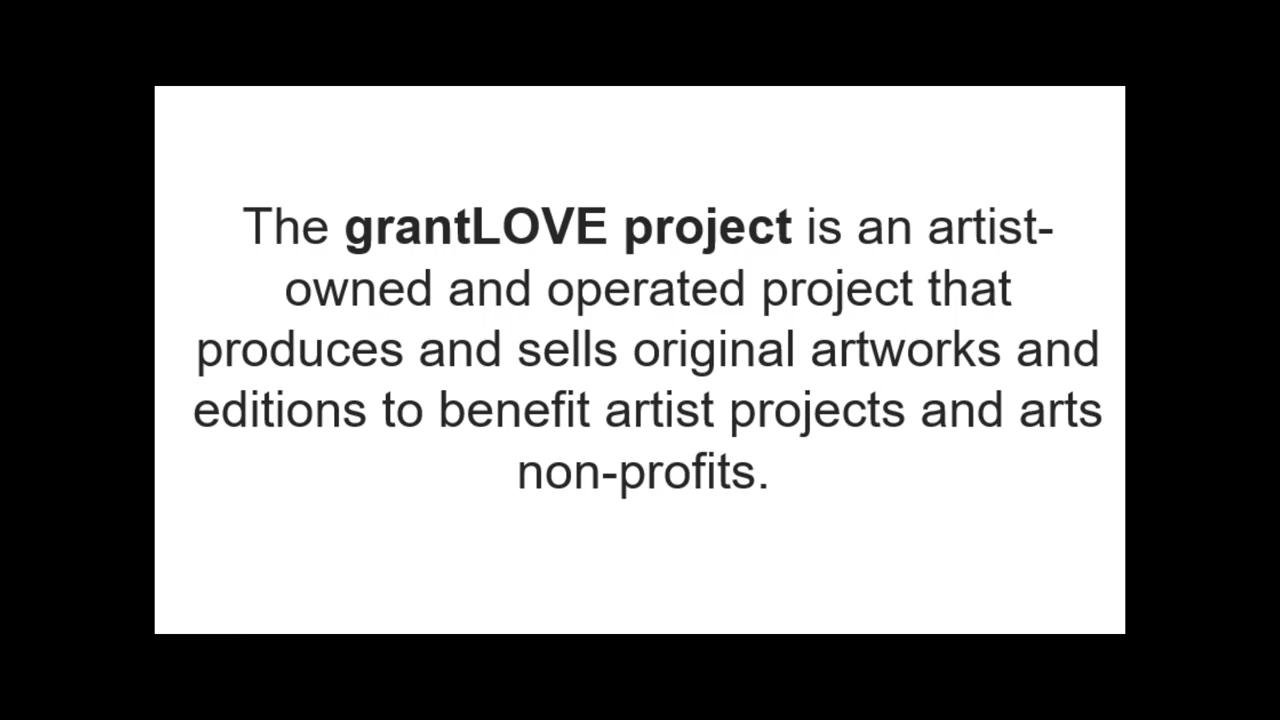 The grantLOVE project is an artist-
owned and operated project that
produces and sells original artworks and
editions to benefit artist projects and arts
non-profits.